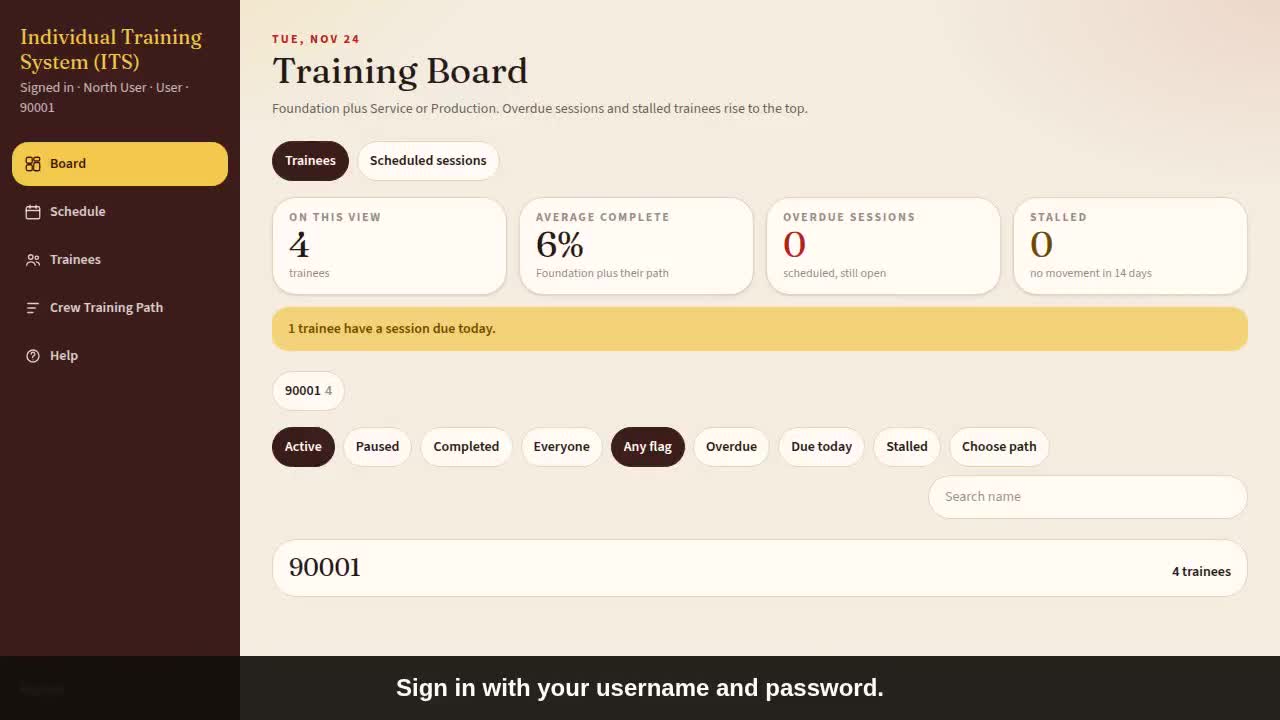 Individual Training
System (ITS)
Signed in · North User · User ·
90001
Board
Schedule
Trainees
Crew Training Path
Help
TUE, NOV 24
Training Board
Foundation plus Service or Production. Overdue sessions and stalled trainees rise to the top.
Trainees
Scheduled sessions
ON THIS VIEW
4
trainees
AVERAGE COMPLETE
6%
Foundation plus their path
OVERDUE SESSIONS
0
scheduled, still open
STALLED
0
no movement in 14 days
1 trainee have a session due today.
90001 4
Active
Paused
Completed
Everyone
Any flag
Overdue
Due today
Stalled
Choose path
Search name
90001
4 trainees
Sign in with your username and password.